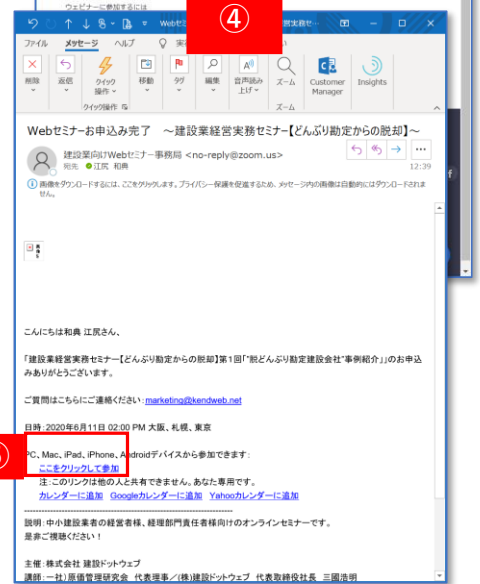 ウェビナーに参加するには
④
Webセ
営実務セ…
ファイル メッセージ ヘルプ 実
い
削除 返信 クイック操作 移動 タグ 編集 音声読み上げ ズーム Customer Manager Insights
クイック操作 ズーム
Webセミナーお申込み完了 ～建設業経営実務セミナー【どんぶり勘定からの脱却】～
建設業向けWebセミナー事務局 <no-reply@zoom.us>
宛先 江尻 和典
12:39
画像をダウンロードするには、ここをクリックします。プライバシー保護を促進するため、メッセージ内の画像は自動的にはダウンロードされません。
こんにちは和典 江尻さん、
「建設業経営実務セミナー【どんぶり勘定からの脱却】第1回「"脱どんぶり勘定建設会社"事例紹介」」のお申込
みありがとうございます。
ご質問はこちらにご連絡ください: marketing@kendweb.net
日時: 2020年6月11日 02:00 PM 大阪、札幌、東京
PC、Mac、iPad、iPhone、Androidデバイスから参加できます:
ここをクリックして参加
注:このリンクは他の人と共有できません。あなた専用です。
カレンダーに追加 Googleカレンダーに追加 Yahooカレンダーに追加
説明: 中小建設業者の経営者様、経理部門責任者様向けのオンラインセミナーです。
是非ご視聴ください!
主催: 株式会社 建設ドットウェブ
講師: 一社)原価管理研究会 代表理事/(株)建設ドットウェブ 代表取締役社長 三國浩明